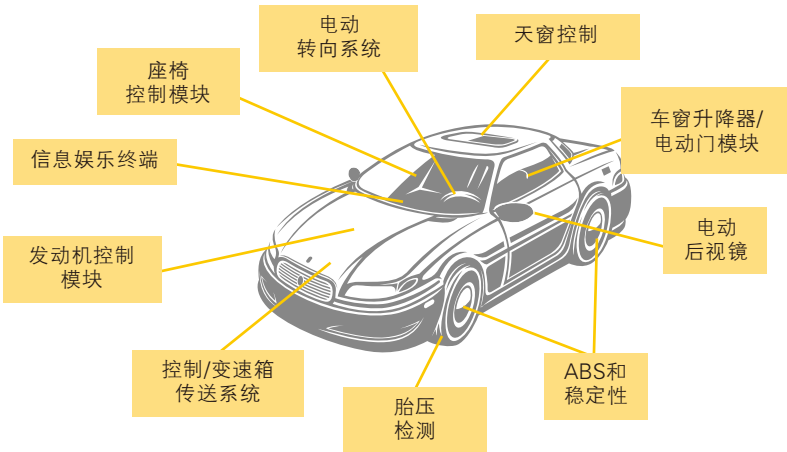 电动
转向系统
天窗控制
座椅
控制模块
车窗升降器/
电动门模块
信息娱乐终端
电动
后视镜
发动机控制
模块
控制/变速箱
传送系统
ABS和
稳定性
胎压
检测